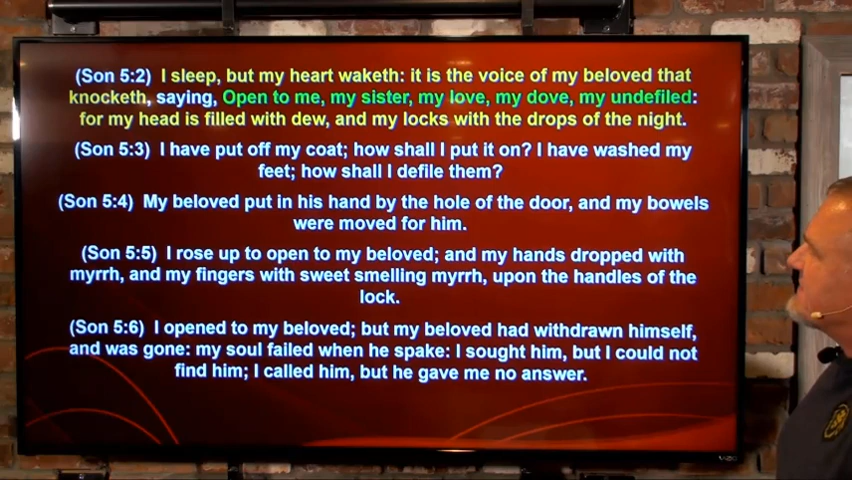 (Son 5:2) I sleep, but my heart waketh: it is the voice of my beloved that
knocketh, saying, Open to me, my sister, my love, my dove, my undefiled:
for my head is filled with dew, and my locks with the drops of the night.
(Son 5:3) I have put off my coat; how shall I put it on? I have washed my
feet; how shall I defile them?
(Son 5:4) My beloved put in his hand by the hole of the door, and my bowels
were moved for him.
(Son 5:5) I rose up to open to my beloved; and my hands dropped with
myrrh, and my fingers with sweet smelling myrrh, upon the handles of the
lock.
(Son 5:6) I opened to my beloved; but my beloved had withdrawn himself,
and was gone: my soul failed when he spake: I sought him, but I could not
find him; I called him, but he gave me no answer.
VIZIO